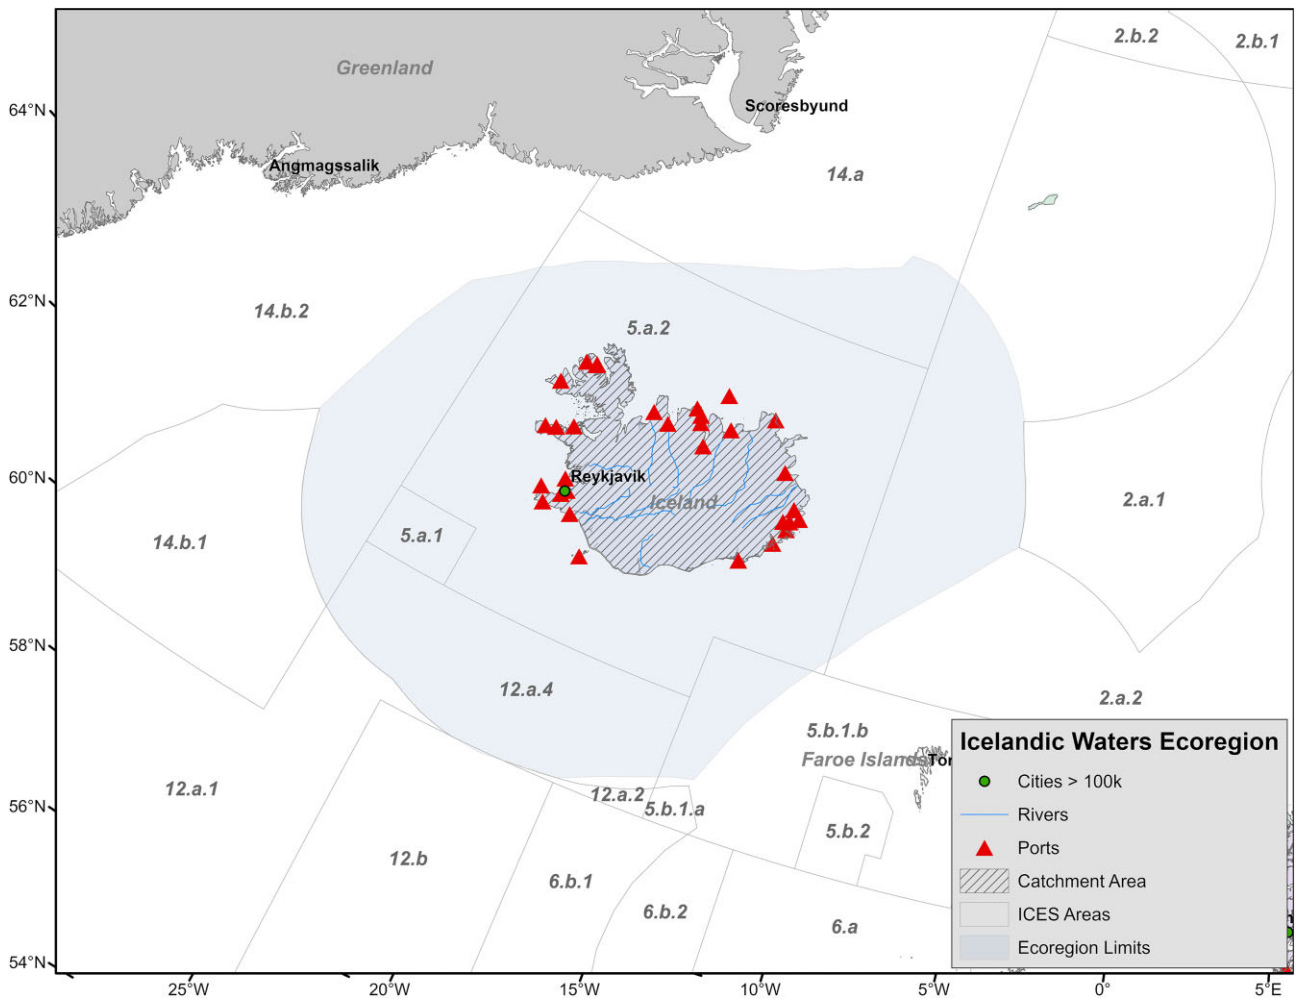 2.b.2
2.b.1
Greenland
64°N
Scoresbyund
Angmagssalik
14.a
62°N
14.b.2
5.a.2
60°N
Reykjavik
Iceland
2.a.1
14.b.1
5.a.1
58°N
12.a.4
2.a.2
5.b.1.b
Faroe Islands
Tor
12.a.1
12.a.2
5.b.1.a
56°N
5.b.2
12.b
6.b.1
6.b.2
6.a
54°N
Icelandic Waters Ecoregion
Cities > 100k
Rivers
Ports
Catchment Area
ICES Areas
Ecoregion Limits
25°W
20°W
15°W
10°W
5°W
0°
5°E